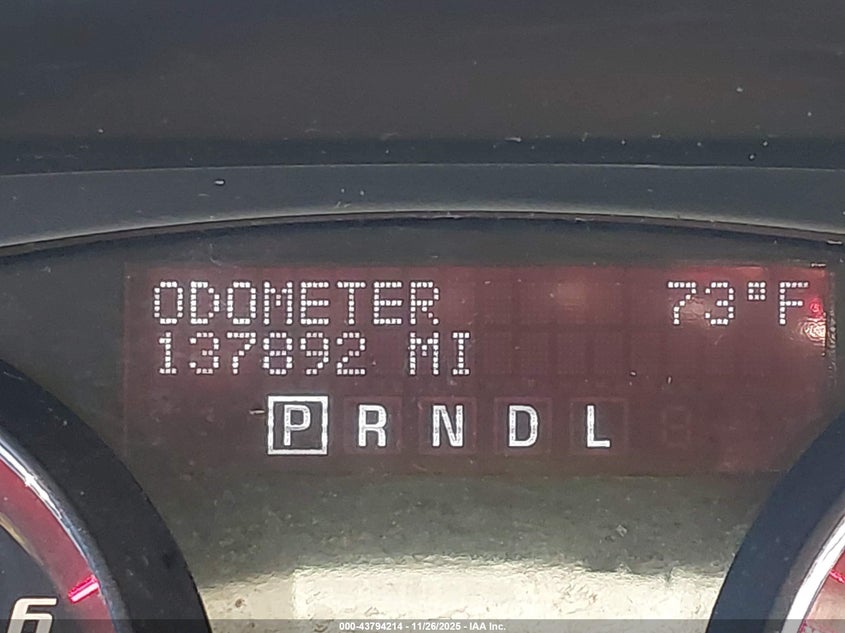 ODOMETER 73°F
137892 MI
P R N D L
6
000-43794214 - 11/26/2025 - IAA Inc.